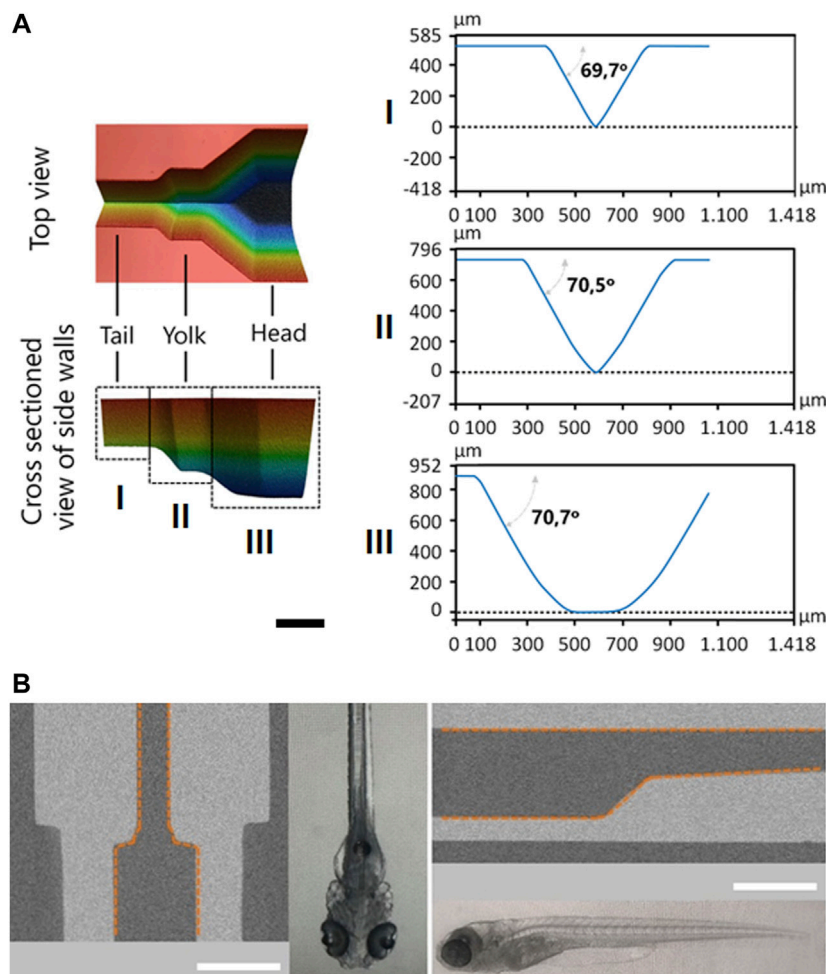 A
Top view
Tail
Yolk
Head
Cross sectioned
view of side walls
I
II
III
I
µm
585
400
200
0
-200
-418
69,7º
µm
0 100 300 500 700 900 1.100 1.418
II
µm
796
600
400
200
0
-207
70,5º
µm
0 100 300 500 700 900 1.100 1.418
III
µm
952
800
600
400
200
0
70,7º
µm
0 100 300 500 700 900 1.100 1.418
B